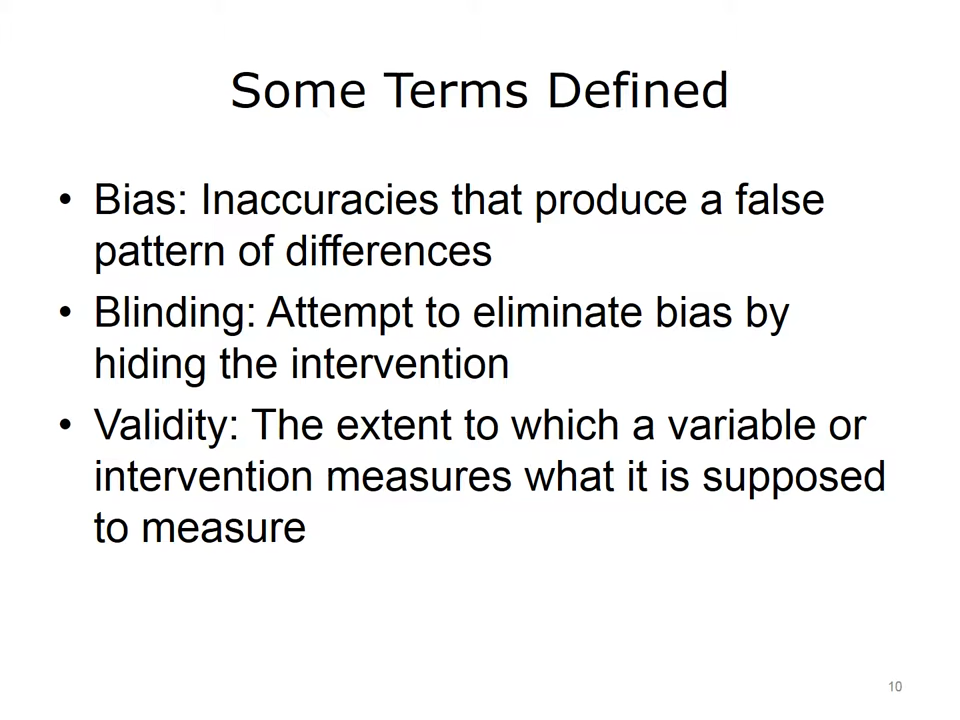 Some Terms Defined
• Bias: Inaccuracies that produce a false
pattern of differences
• Blinding: Attempt to eliminate bias by
hiding the intervention
• Validity: The extent to which a variable or
intervention measures what it is supposed
to measure
10